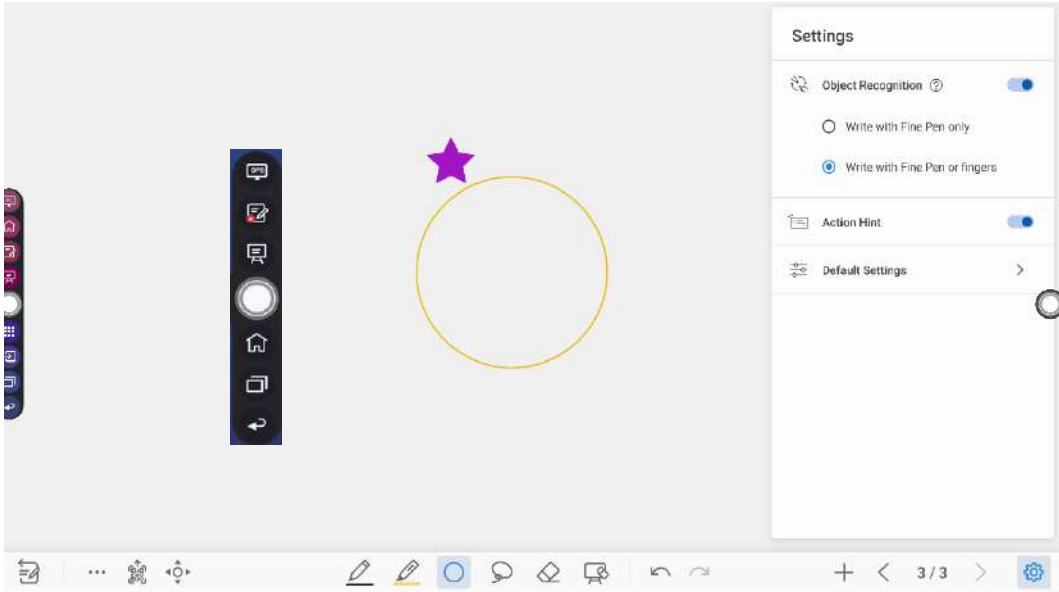 Settings
Object Recognition
Write with Fine Pen only
Write with Fine Pen or fingers
Action Hint
Default Settings
OPS
3/3